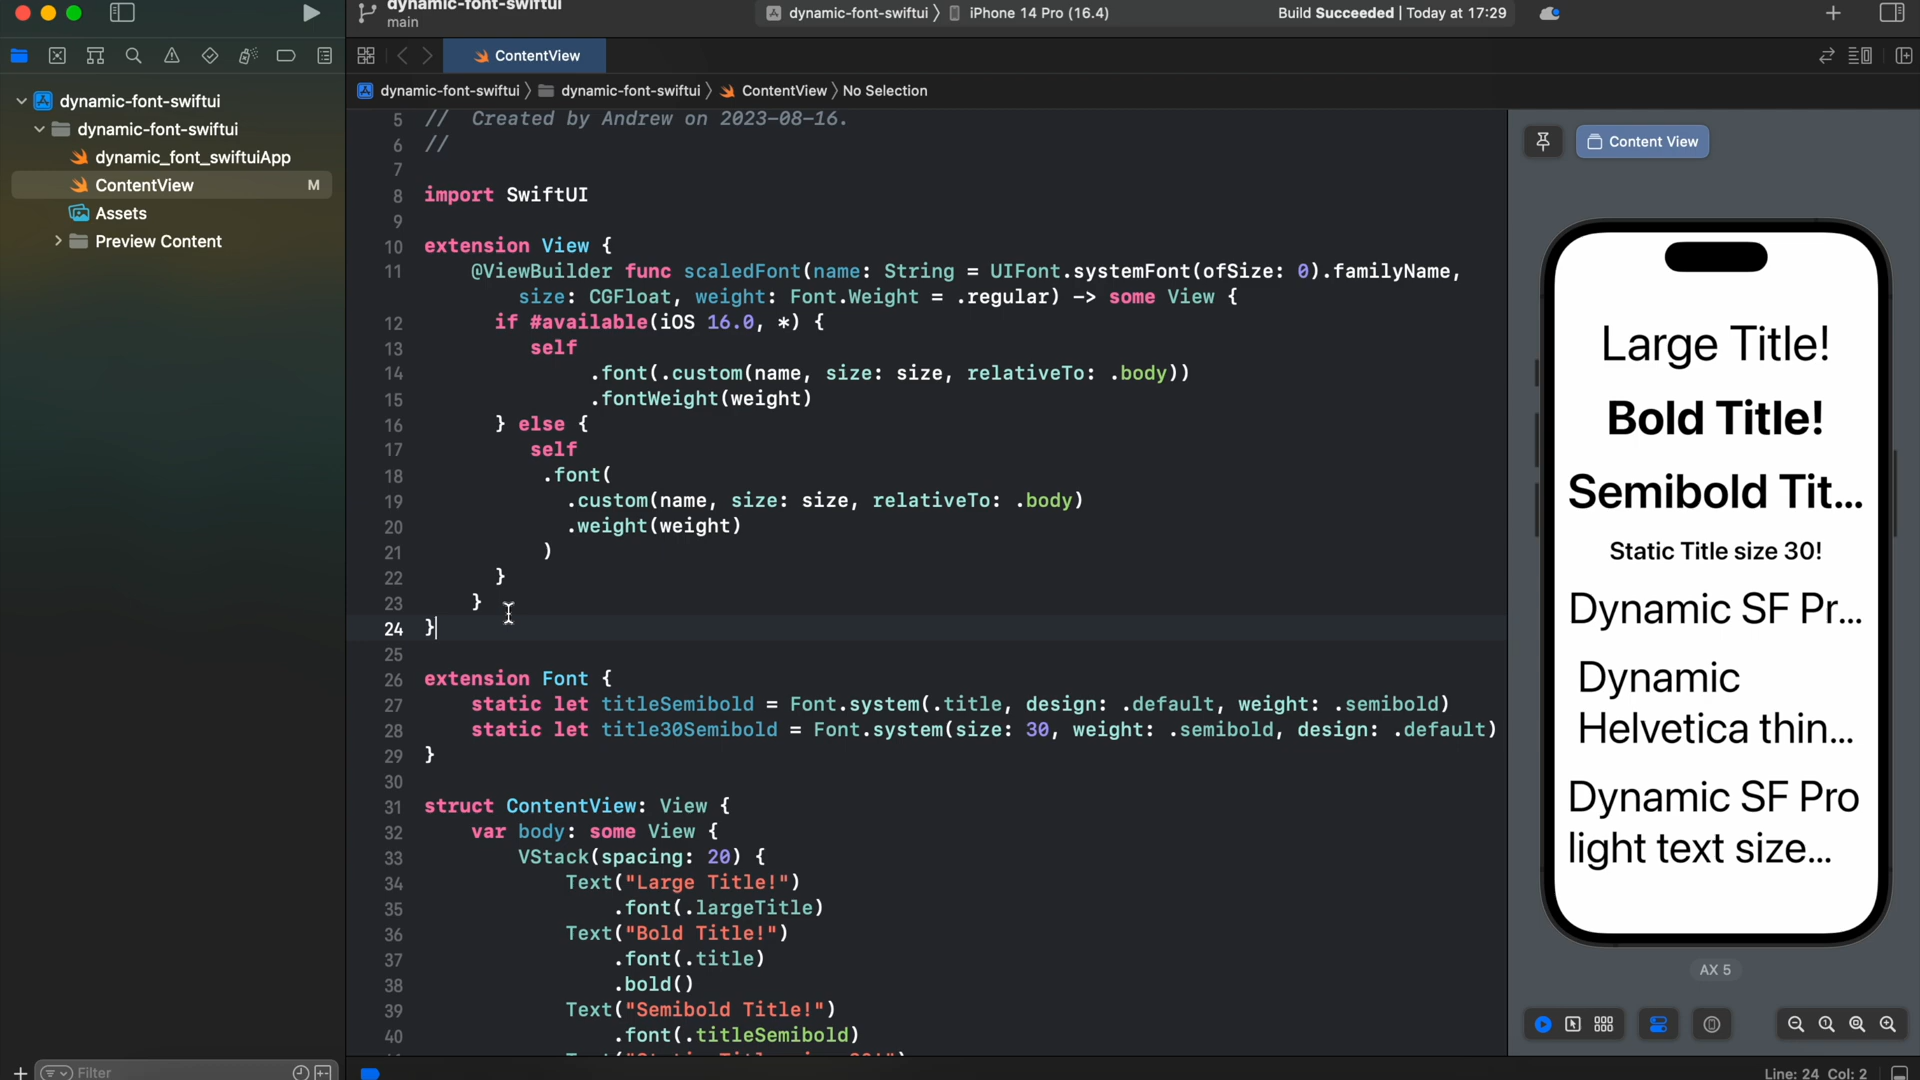 dynamic-font-swiftui
main
dynamic-font-swiftui 〉 iPhone 14 Pro (16.4)
Build Succeeded | Today at 17:29
ContentView
dynamic-font-swiftui 〉 dynamic-font-swiftui 〉 ContentView 〉 No Selection
dynamic-font-swiftui
dynamic-font-swiftui
dynamic_font_swiftuiApp
ContentView M
Assets
Preview Content
Filter
5 //  Created by Andrew on 2023-08-16.
6 //
7
8 import SwiftUI
9
10 extension View {
11 @ViewBuilder func scaledFont(name: String = UIFont.systemFont(ofSize: 0).familyName,
size: CGFloat, weight: Font.Weight = .regular) -> some View {
12 if #available(iOS 16.0, *) {
13 self
14 .font(.custom(name, size: size, relativeTo: .body))
15 .fontWeight(weight)
16 } else {
17 self
18 .font(
19 .custom(name, size: size, relativeTo: .body)
20 .weight(weight)
21 )
22 }
23 }
24 }
25
26 extension Font {
27 static let titleSemibold = Font.system(.title, design: .default, weight: .semibold)
28 static let title30Semibold = Font.system(size: 30, weight: .semibold, design: .default)
29 }
30
31 struct ContentView: View {
32 var body: some View {
33 VStack(spacing: 20) {
34 Text("Large Title!")
35 .font(.largeTitle)
36 Text("Bold Title!")
37 .font(.title)
38 .bold()
39 Text("Semibold Title!")
40 .font(.titleSemibold)
Content View
Large Title!
Bold Title!
Semibold Tit...
Static Title size 30!
Dynamic SF Pr...
Dynamic
Helvetica thin...
Dynamic SF Pro
light text size...
AX 5
Line: 24 Col: 2